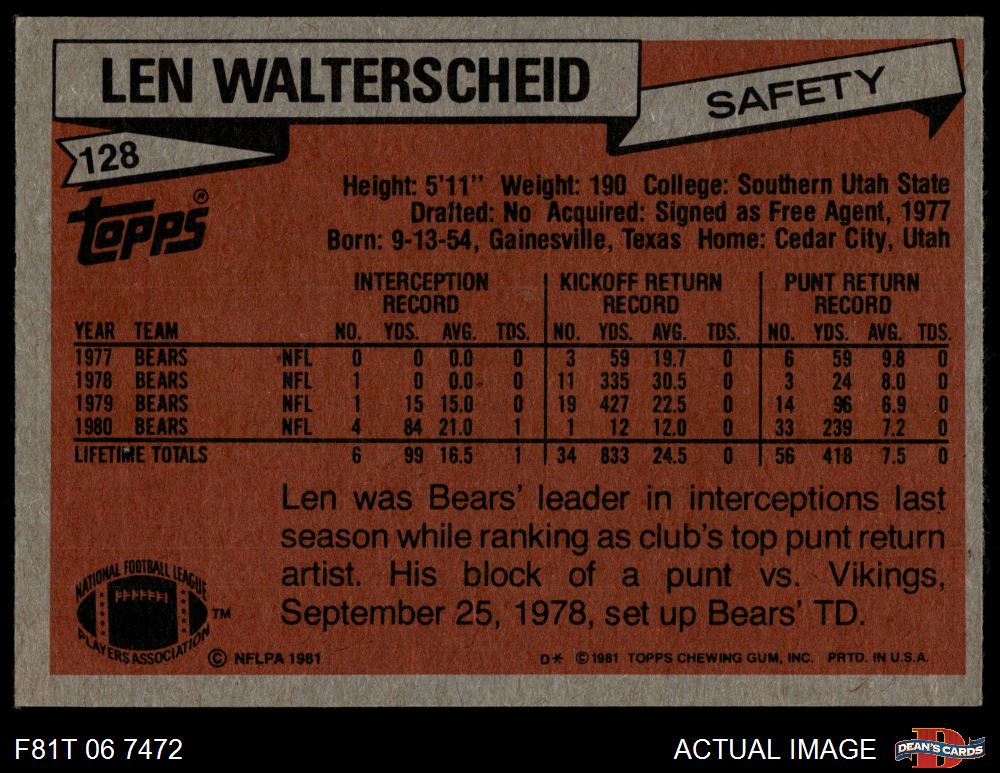 LEN WALTERSCHEID
SAFETY
128
Topps®
Height: 5'11" Weight: 190 College: Southern Utah State
Drafted: No Acquired: Signed as Free Agent, 1977
Born: 9-13-54, Gainesville, Texas Home: Cedar City, Utah
INTERCEPTION RECORD KICKOFF RETURN RECORD PUNT RETURN RECORD
YEAR TEAM NO. YDS. AVG. TDS. NO. YDS. AVG. TDS. NO. YDS. AVG. TDS.
1977 BEARS NFL 0 0 0.0 0 3 59 19.7 0 6 59 9.8 0
1978 BEARS NFL 1 0 0.0 0 11 335 30.5 0 3 24 8.0 0
1979 BEARS NFL 1 15 15.0 0 19 427 22.5 0 14 96 6.9 0
1980 BEARS NFL 4 84 21.0 1 1 12 12.0 0 33 239 7.2 0
LIFETIME TOTALS 6 99 16.5 1 34 833 24.5 0 56 418 7.5 0
Len was Bears' leader in interceptions last
season while ranking as club's top punt return
artist. His block of a punt vs. Vikings,
September 25, 1978, set up Bears' TD.
NATIONAL FOOTBALL LEAGUE
PLAYERS ASSOCIATION
TM
© NFLPA 1981
D* © 1981 TOPPS CHEWING GUM, INC. PRTD. IN U.S.A.
F81T 06 7472
ACTUAL IMAGE
D
DEAN'S CARDS